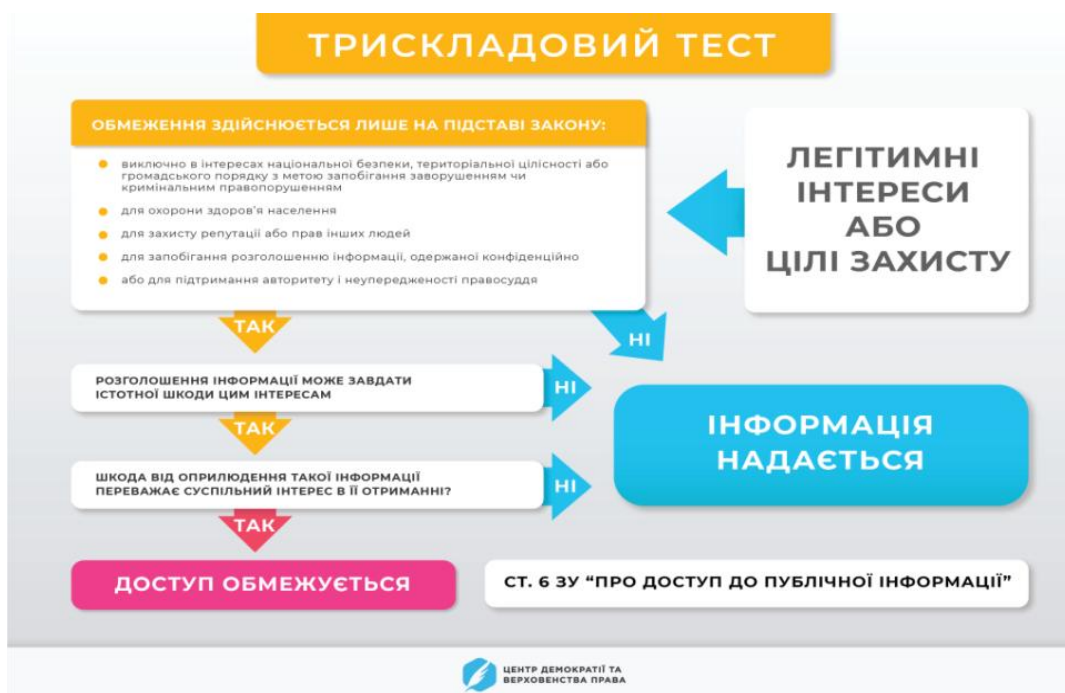 ТРИСКЛАДОВИЙ ТЕСТ
ОБМЕЖЕННЯ ЗДІЙСНЮЄТЬСЯ ЛИШЕ НА ПІДСТАВІ ЗАКОНУ:
виключно в інтересах національної безпеки, територіальної цілісності або
громадського порядку з метою запобігання заворушенням чи
кримінальним правопорушенням
для охорони здоров'я населення
для захисту репутації або прав інших людей
для запобігання розголошенню інформації, одержаної конфіденційно
або для підтримання авторитету і неупередженості правосуддя
ЛЕГІТИМНІ
ІНТЕРЕСИ
АБО
ЦІЛІ ЗАХИСТУ
ТАК
НІ
РОЗГОЛОШЕННЯ ІНФОРМАЦІЇ МОЖЕ ЗАВДАТИ
ІСТОТНОЇ ШКОДИ ЦИМ ІНТЕРЕСАМ
НІ
ТАК
ІНФОРМАЦІЯ
НАДАЄТЬСЯ
ШКОДА ВІД ОПРИЛЮДЕННЯ ТАКОЇ ІНФОРМАЦІЇ
ПЕРЕВАЖАЄ СУСПІЛЬНИЙ ІНТЕРЕС В ЇЇ ОТРИМАННІ?
НІ
ТАК
ДОСТУП ОБМЕЖУЄТЬСЯ
СТ. 6 ЗУ “ПРО ДОСТУП ДО ПУБЛІЧНОЇ ІНФОРМАЦІЇ”
ЦЕНТР ДЕМОКРАТІЇ ТА
ВЕРХОВЕНСТВА ПРАВА